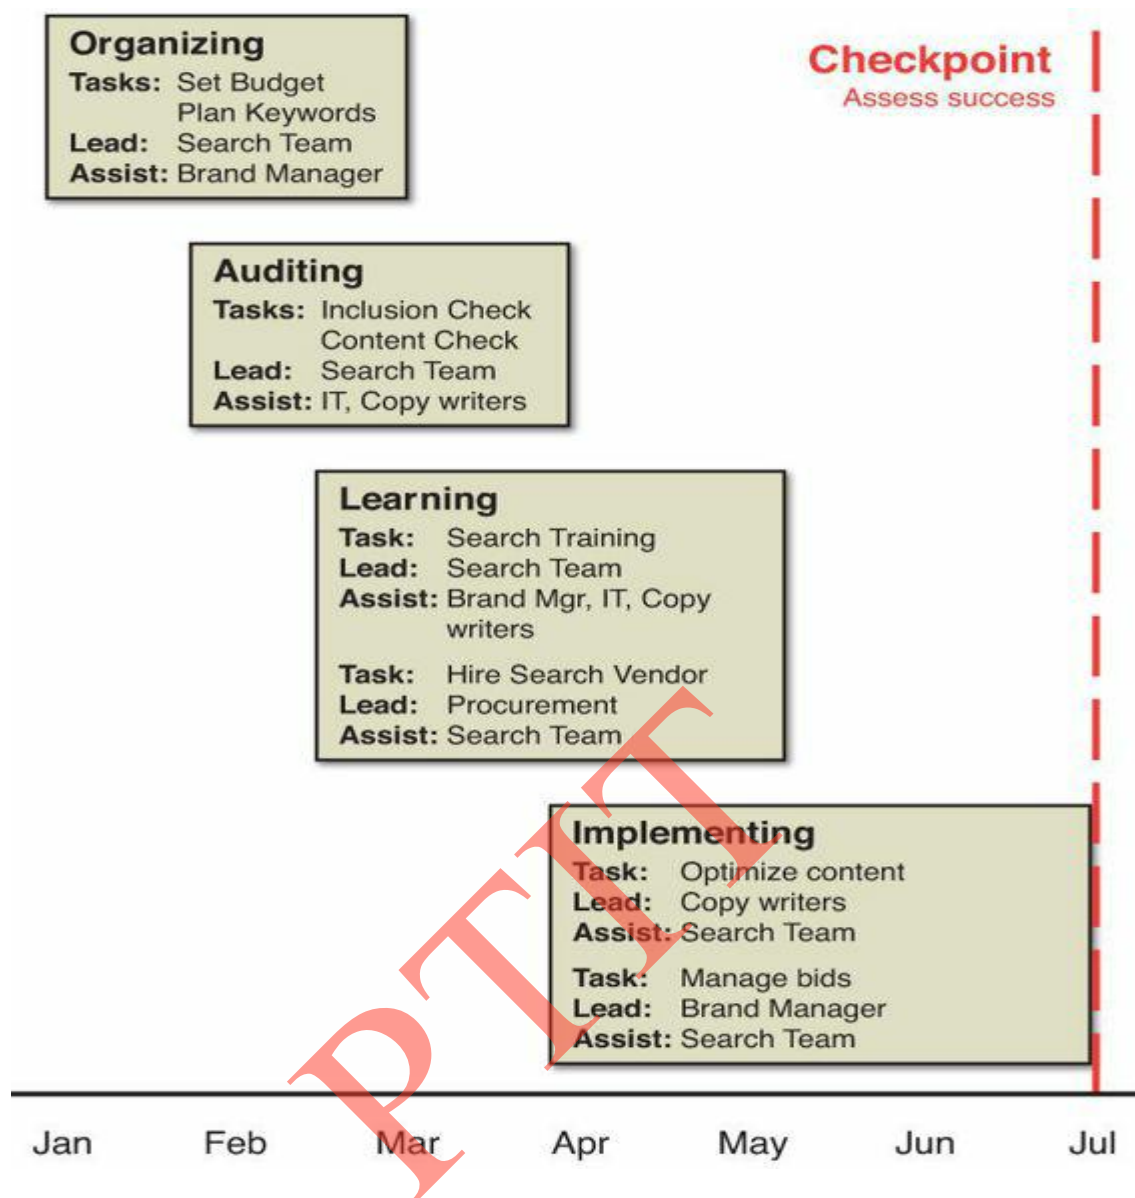 Organizing
Tasks: Set Budget
Plan Keywords
Lead: Search Team
Assist: Brand Manager
Checkpoint
Assess success
Auditing
Tasks: Inclusion Check
Content Check
Lead: Search Team
Assist: IT, Copy writers
Learning
Task: Search Training
Lead: Search Team
Assist: Brand Mgr, IT, Copy
writers
Task: Hire Search Vendor
Lead: Procurement
Assist: Search Team
Implementing
Task: Optimize content
Lead: Copy writers
Assist: Search Team
Task: Manage bids
Lead: Brand Manager
Assist: Search Team
PTIT
Jan Feb Mar Apr May Jun Jul